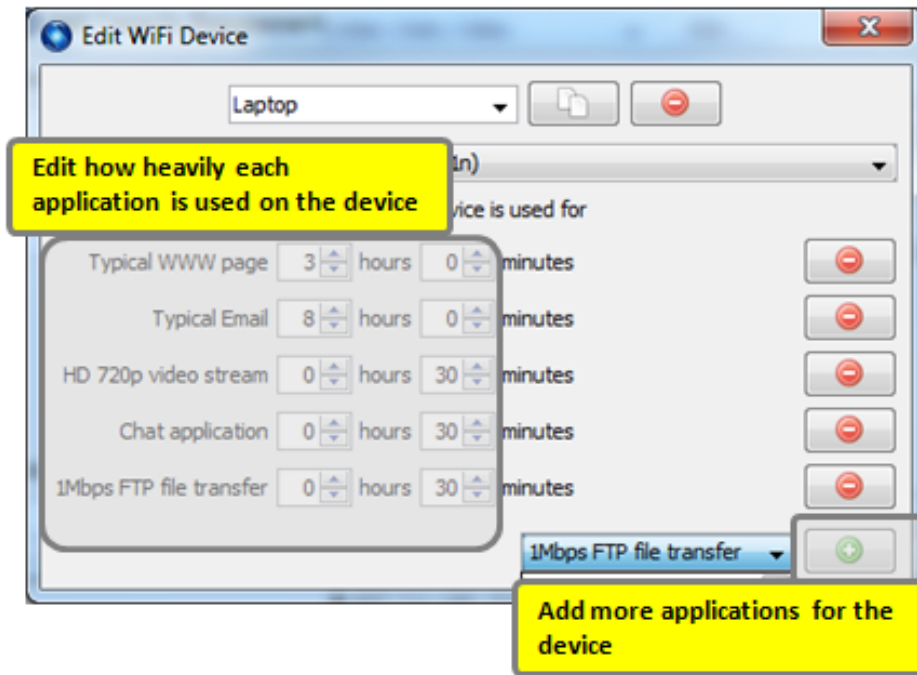 Edit WiFi Device
Laptop
Edit how heavily each
application is used on the device
1n)
vice is used for
Typical WWW page 3 hours 0 minutes
Typical Email 8 hours 0 minutes
HD 720p video stream 0 hours 30 minutes
Chat application 0 hours 30 minutes
1Mbps FTP file transfer 0 hours 30 minutes
1Mbps FTP file transfer
Add more applications for the
device